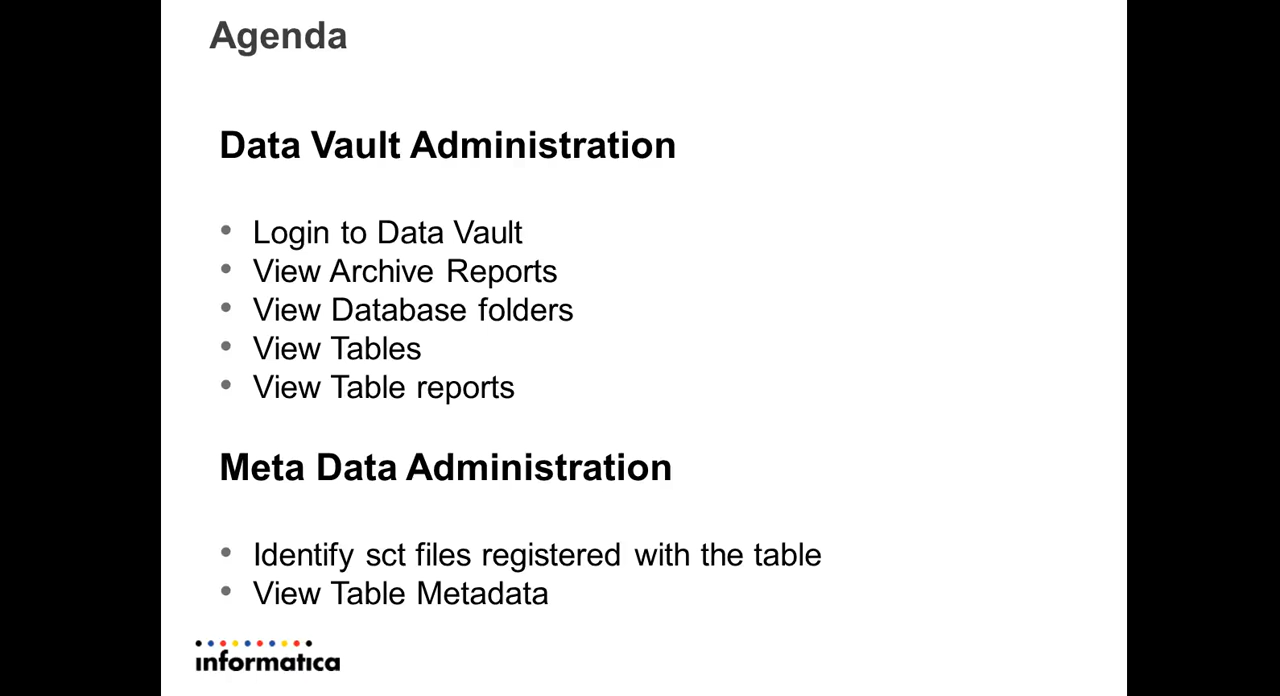 Agenda
Data Vault Administration
• Login to Data Vault
• View Archive Reports
• View Database folders
• View Tables
• View Table reports
Meta Data Administration
• Identify sct files registered with the table
• View Table Metadata
informatica